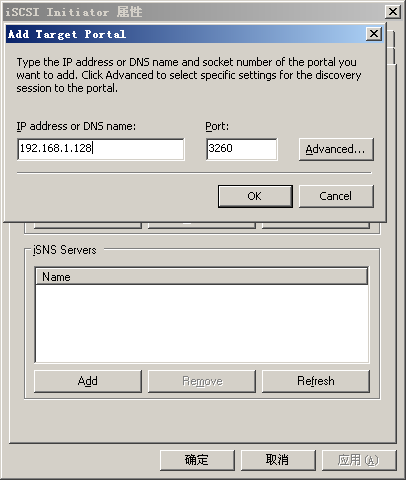 iSCSI Initiator 属性
Add Target Portal
Type the IP address or DNS name and socket number of the portal you
want to add. Click Advanced to select specific settings for the discovery
session to the portal.
IP address or DNS name:
Port:
192.168.1.128
3260
Advanced...
OK
Cancel
iSNS Servers
Name
Add
Remove
Refresh
确定
取消
应用(A)